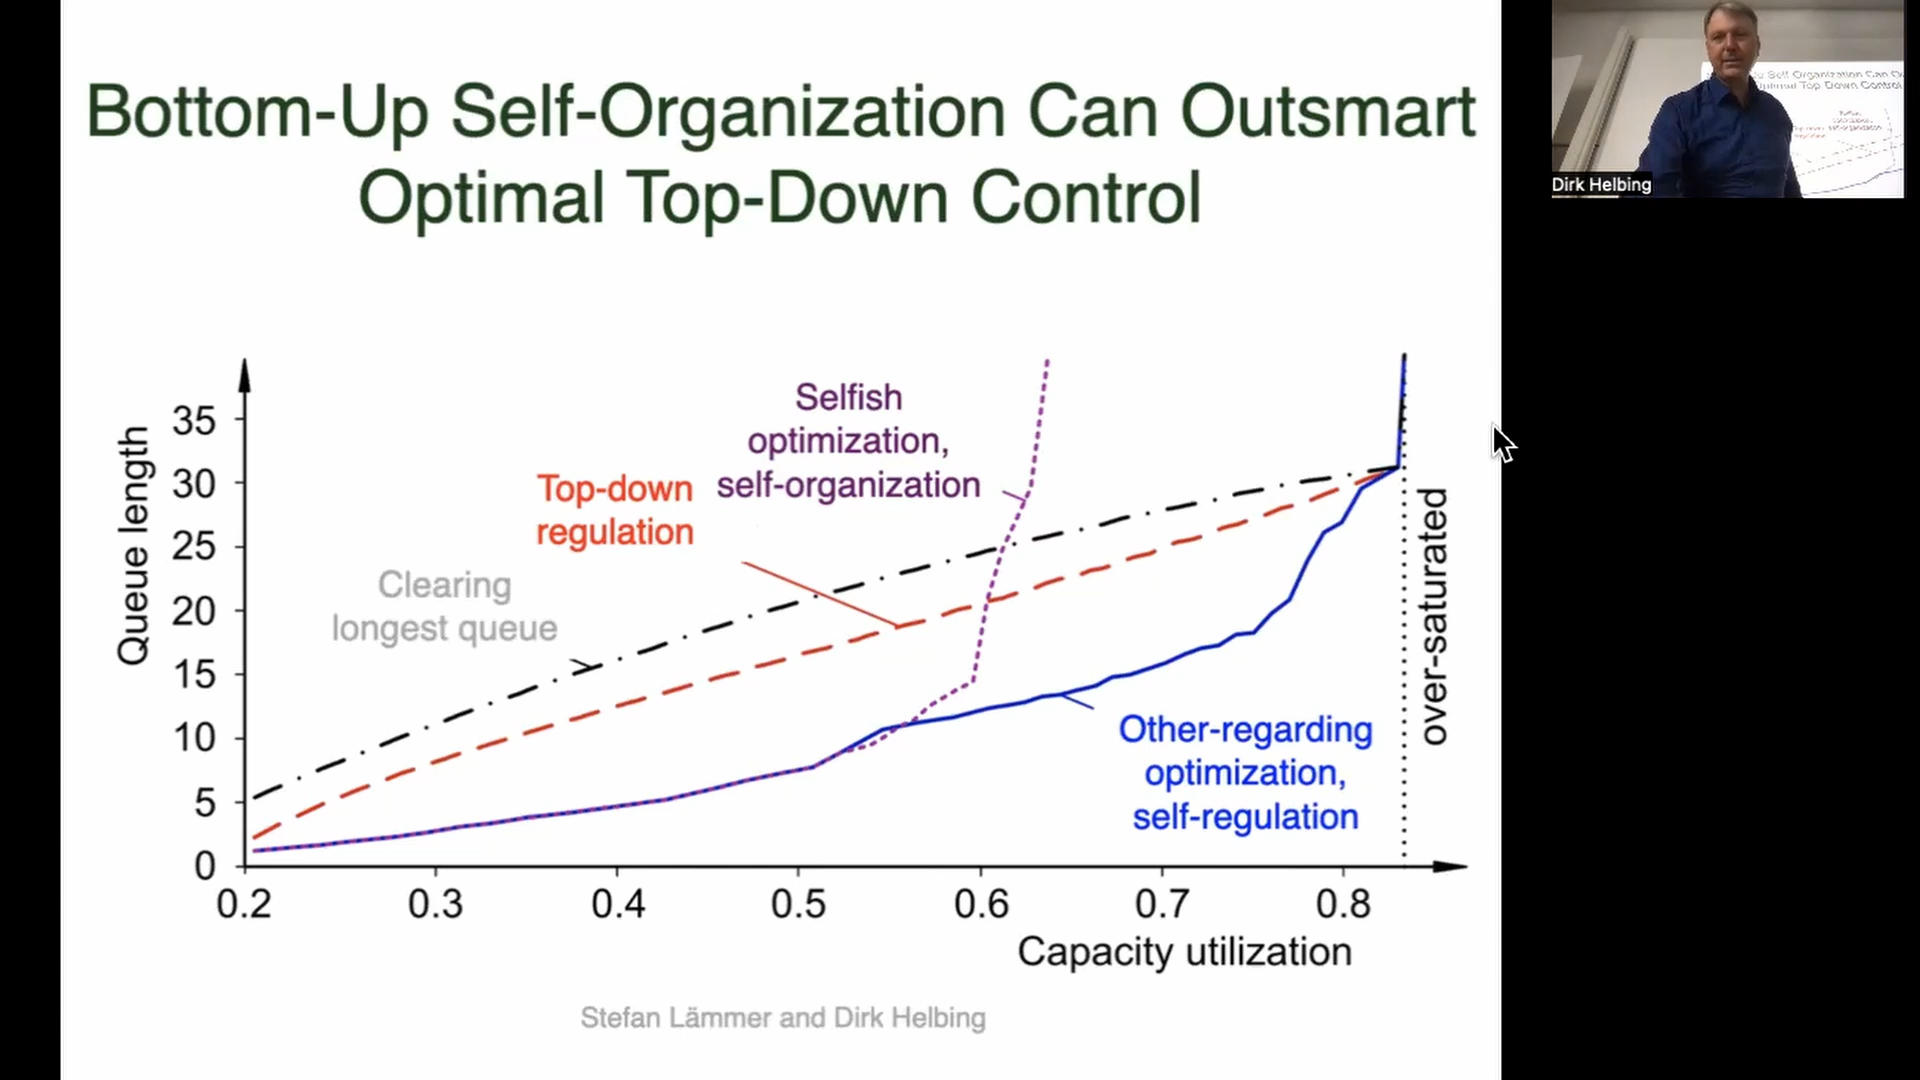 Bottom-Up Self-Organization Can Outsmart
Optimal Top-Down Control
Dirk Helbing
Selfish
optimization,
self-organization
Top-down
regulation
Clearing
longest queue
Other-regarding
optimization,
self-regulation
over-saturated
Queue length
35
30
25
20
15
10
5
0
0.2 0.3 0.4 0.5 0.6 0.7 0.8
Capacity utilization
Stefan Lämmer and Dirk Helbing